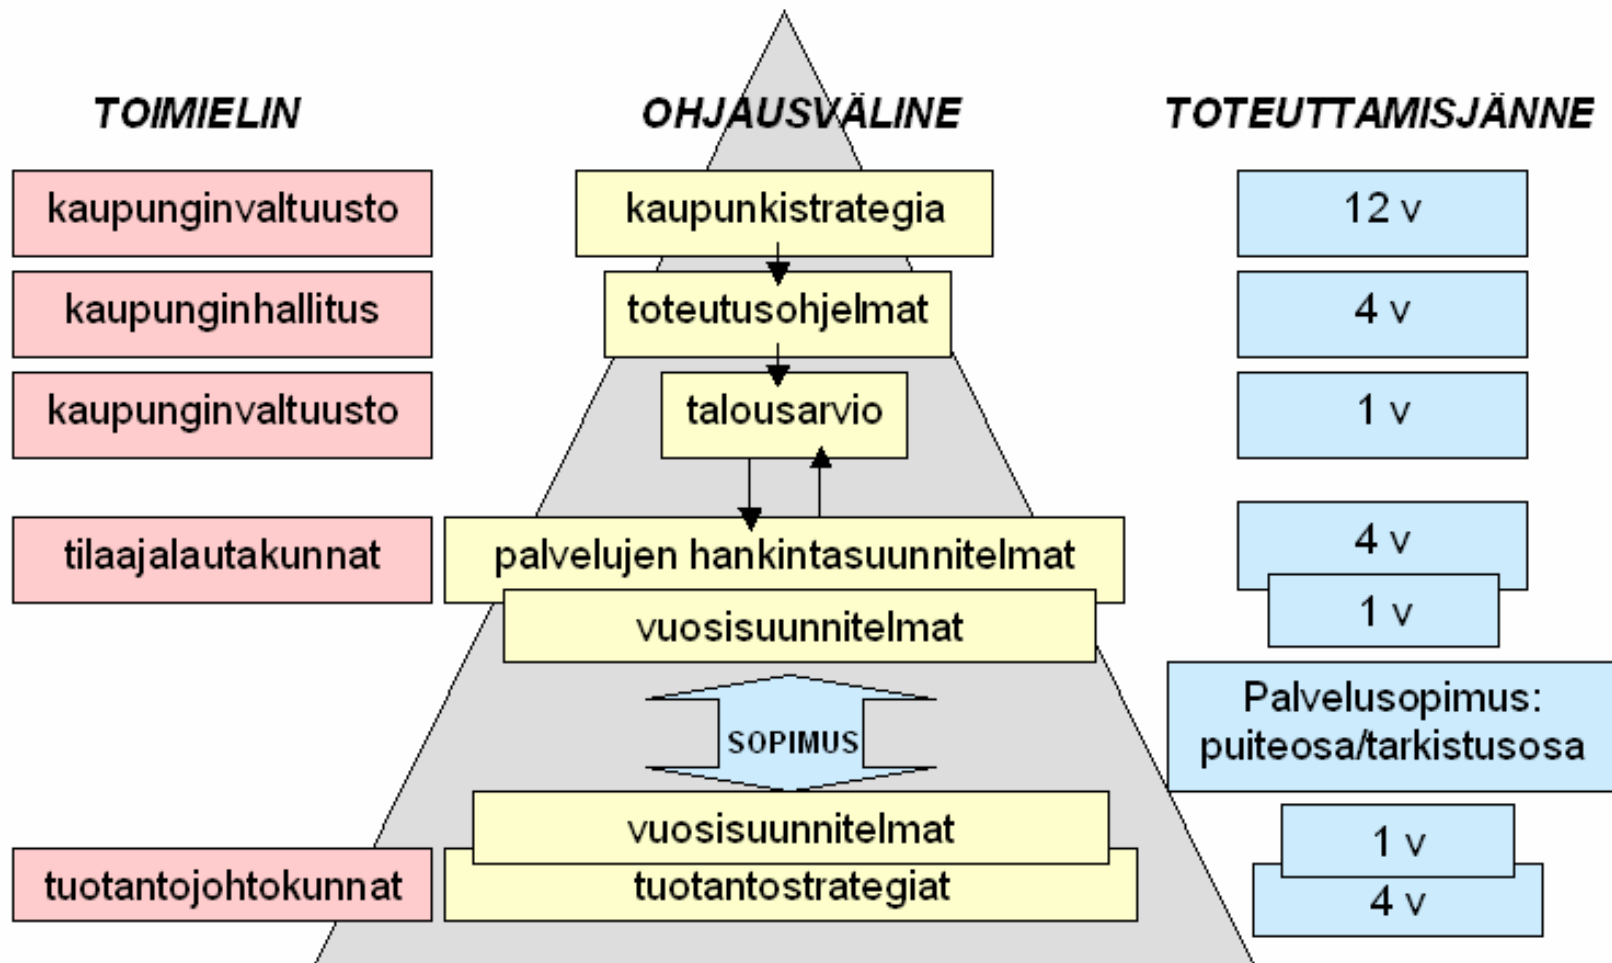 TOIMIELIN OHJAUSVÄLINE TOTEUTTAMISJÄNNE
kaupunginvaltuusto kaupunkistrategia 12 v
kaupunginhallitus toteutusohjelmat 4 v
kaupunginvaltuusto talousarvio 1 v
tilaajalautakunnat palvelujen hankintasuunnitelmat 4 v
vuosisuunnitelmat 1 v
Palvelusopimus:
SOPIMUS puiteosa/tarkistusosa
vuosisuunnitelmat 1 v
tuotantojohtokunnat tuotantostrategiat 4 v